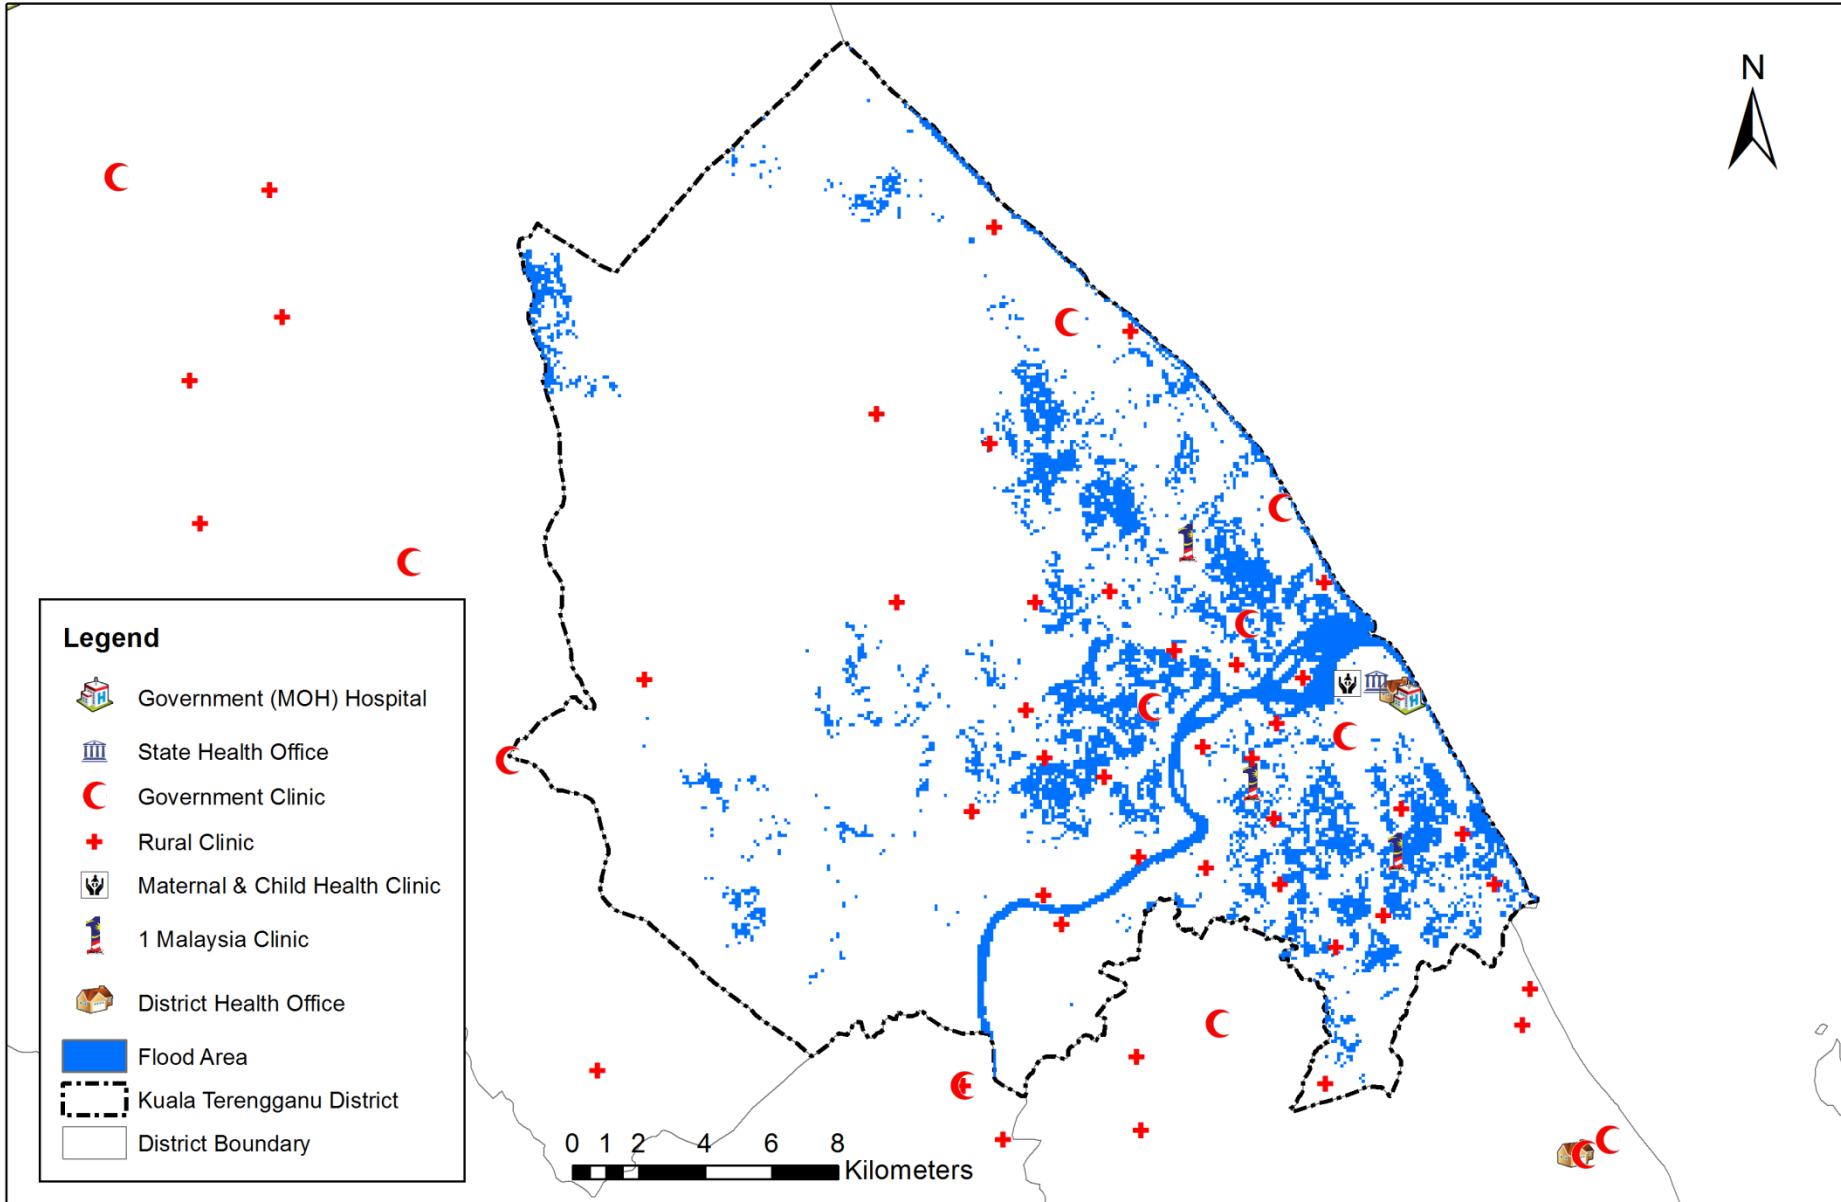 N
Legend
Government (MOH) Hospital
State Health Office
Government Clinic
Rural Clinic
Maternal & Child Health Clinic
1 Malaysia Clinic
District Health Office
Flood Area
Kuala Terengganu District
District Boundary
0 1 2 4 6 8
Kilometers